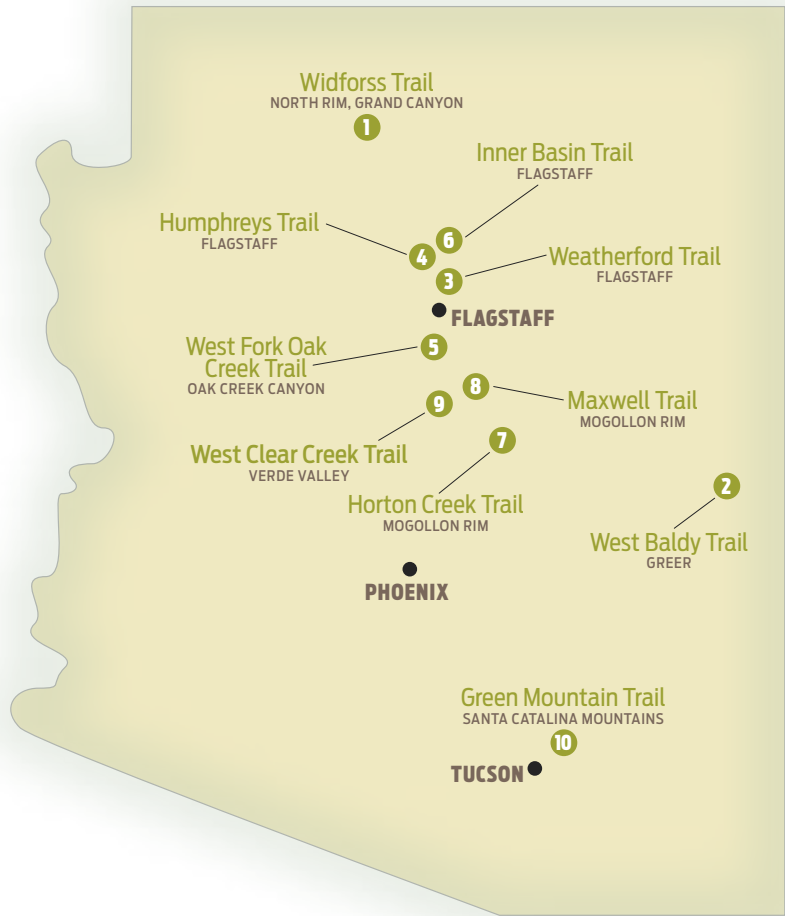 Widforss Trail
NORTH RIM, GRAND CANYON
1
Inner Basin Trail
FLAGSTAFF
6
Humphreys Trail
FLAGSTAFF
4
Weatherford Trail
FLAGSTAFF
3
FLAGSTAFF
West Fork Oak
Creek Trail
OAK CREEK CANYON
5
8
Maxwell Trail
MOGOLLON RIM
9
West Clear Creek Trail
VERDE VALLEY
7
Horton Creek Trail
MOGOLLON RIM
2
West Baldy Trail
GREER
PHOENIX
Green Mountain Trail
SANTA CATALINA MOUNTAINS
10
TUCSON